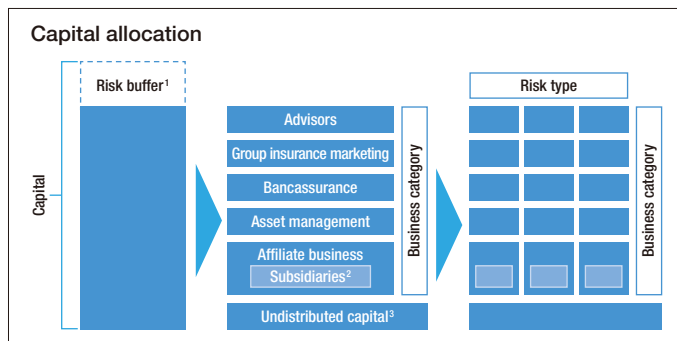 Capital allocation
Risk buffer¹
Risk type
Capital
Advisors
Group insurance marketing
Bancassurance
Asset management
Affiliate business
Subsidiaries²
Undistributed capital³
Business category
Business category